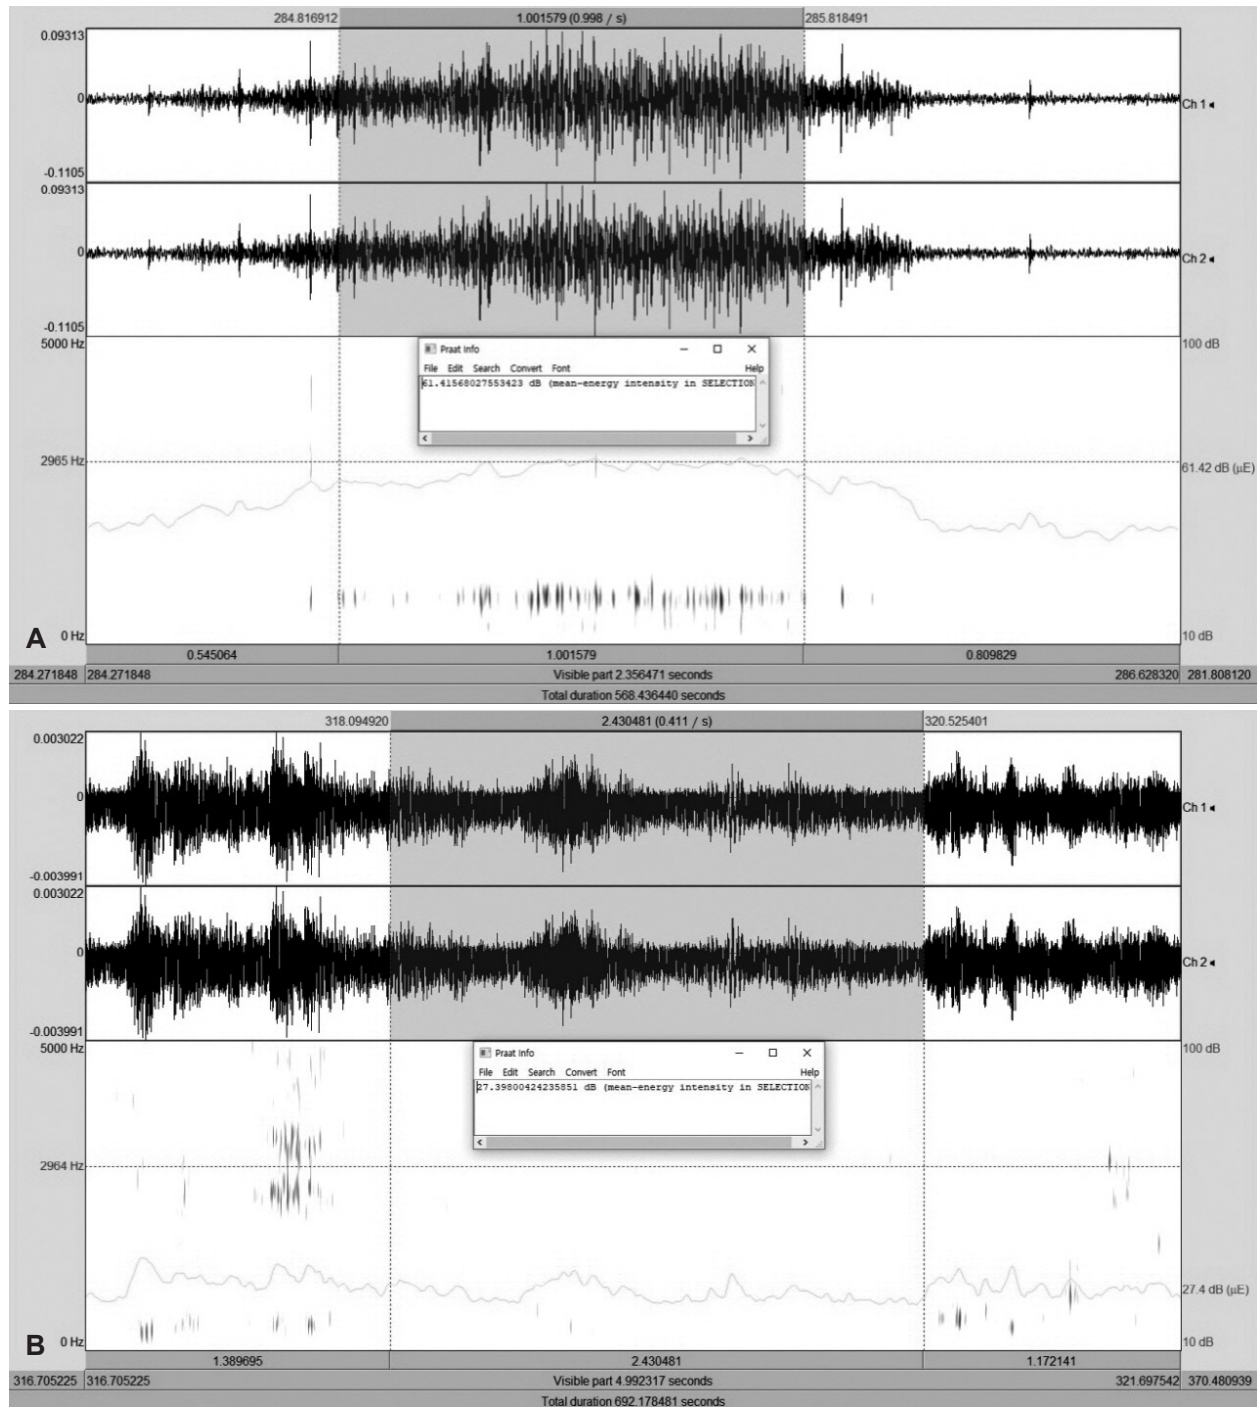 284.816912 1.001579 (0.998 / s) 285.818491
0.09313
0
Ch 1
-0.1105
0.09313
0
Ch 2
-0.1105
5000 Hz 100 dB
Praat Info
File Edit Search Convert Font Help
61.41568027553423 dB (mean-energy intensity in SELECTION
2965 Hz 61.42 dB (µE)
A
0 Hz 10 dB
0.545064 1.001579 0.809829
284.271848 284.271848 Visible part 2.356471 seconds 286.628320 281.808120
Total duration 568.436440 seconds
318.094920 2.430481 (0.411 / s) 320.525401
0.003022
0
Ch 1
-0.003991
0.003022
0
Ch 2
-0.003991
5000 Hz 100 dB
Praat Info
File Edit Search Convert Font Help
27.39800424235851 dB (mean-energy intensity in SELECTION
2964 Hz
27.4 dB (µE)
B
0 Hz 10 dB
1.389695 2.430481 1.172141
316.705225 316.705225 Visible part 4.992317 seconds 321.697542 370.480939
Total duration 692.178481 seconds